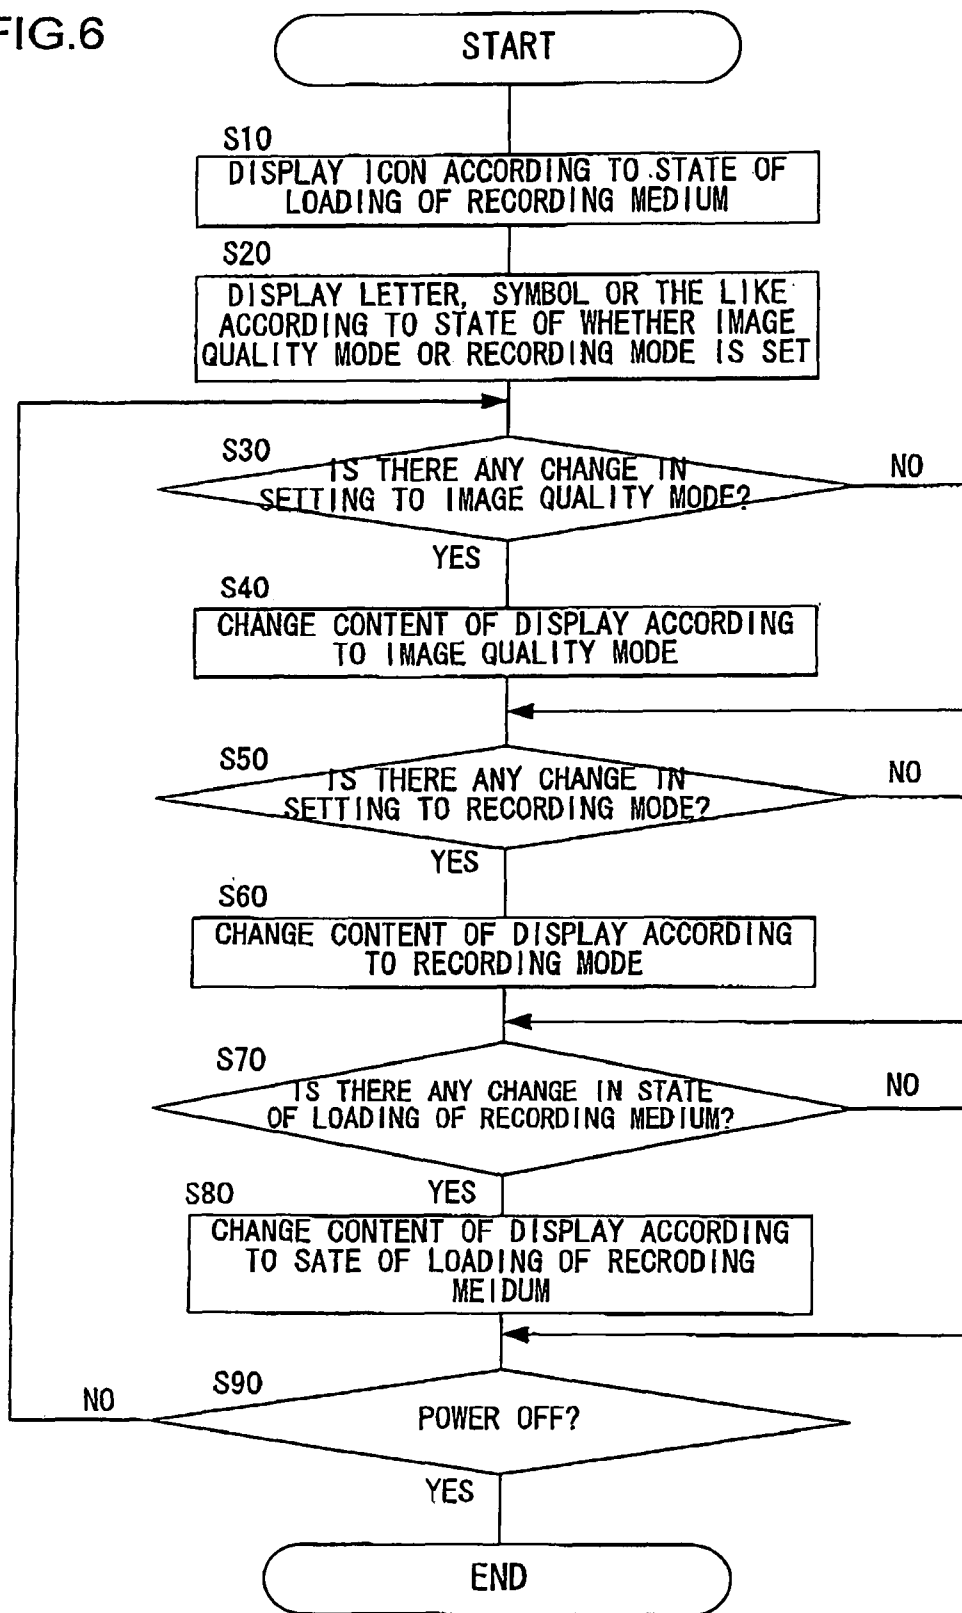 FIG.6
START
S10
DISPLAY ICON ACCORDING TO STATE OF
LOADING OF RECORDING MEDIUM
S20
DISPLAY LETTER, SYMBOL OR THE LIKE
ACCORDING TO STATE OF WHETHER IMAGE
QUALITY MODE OR RECORDING MODE IS SET
S30
IS THERE ANY CHANGE IN
SETTING TO IMAGE QUALITY MODE?
NO
YES
S40
CHANGE CONTENT OF DISPLAY ACCORDING
TO IMAGE QUALITY MODE
S50
IS THERE ANY CHANGE IN
SETTING TO RECORDING MODE?
NO
YES
S60
CHANGE CONTENT OF DISPLAY ACCORDING
TO RECORDING MODE
S70
IS THERE ANY CHANGE IN STATE
OF LOADING OF RECORDING MEDIUM?
NO
YES
S80
CHANGE CONTENT OF DISPLAY ACCORDING
TO SATE OF LOADING OF RECRODING
MEIDUM
S90
NO
POWER OFF?
YES
END